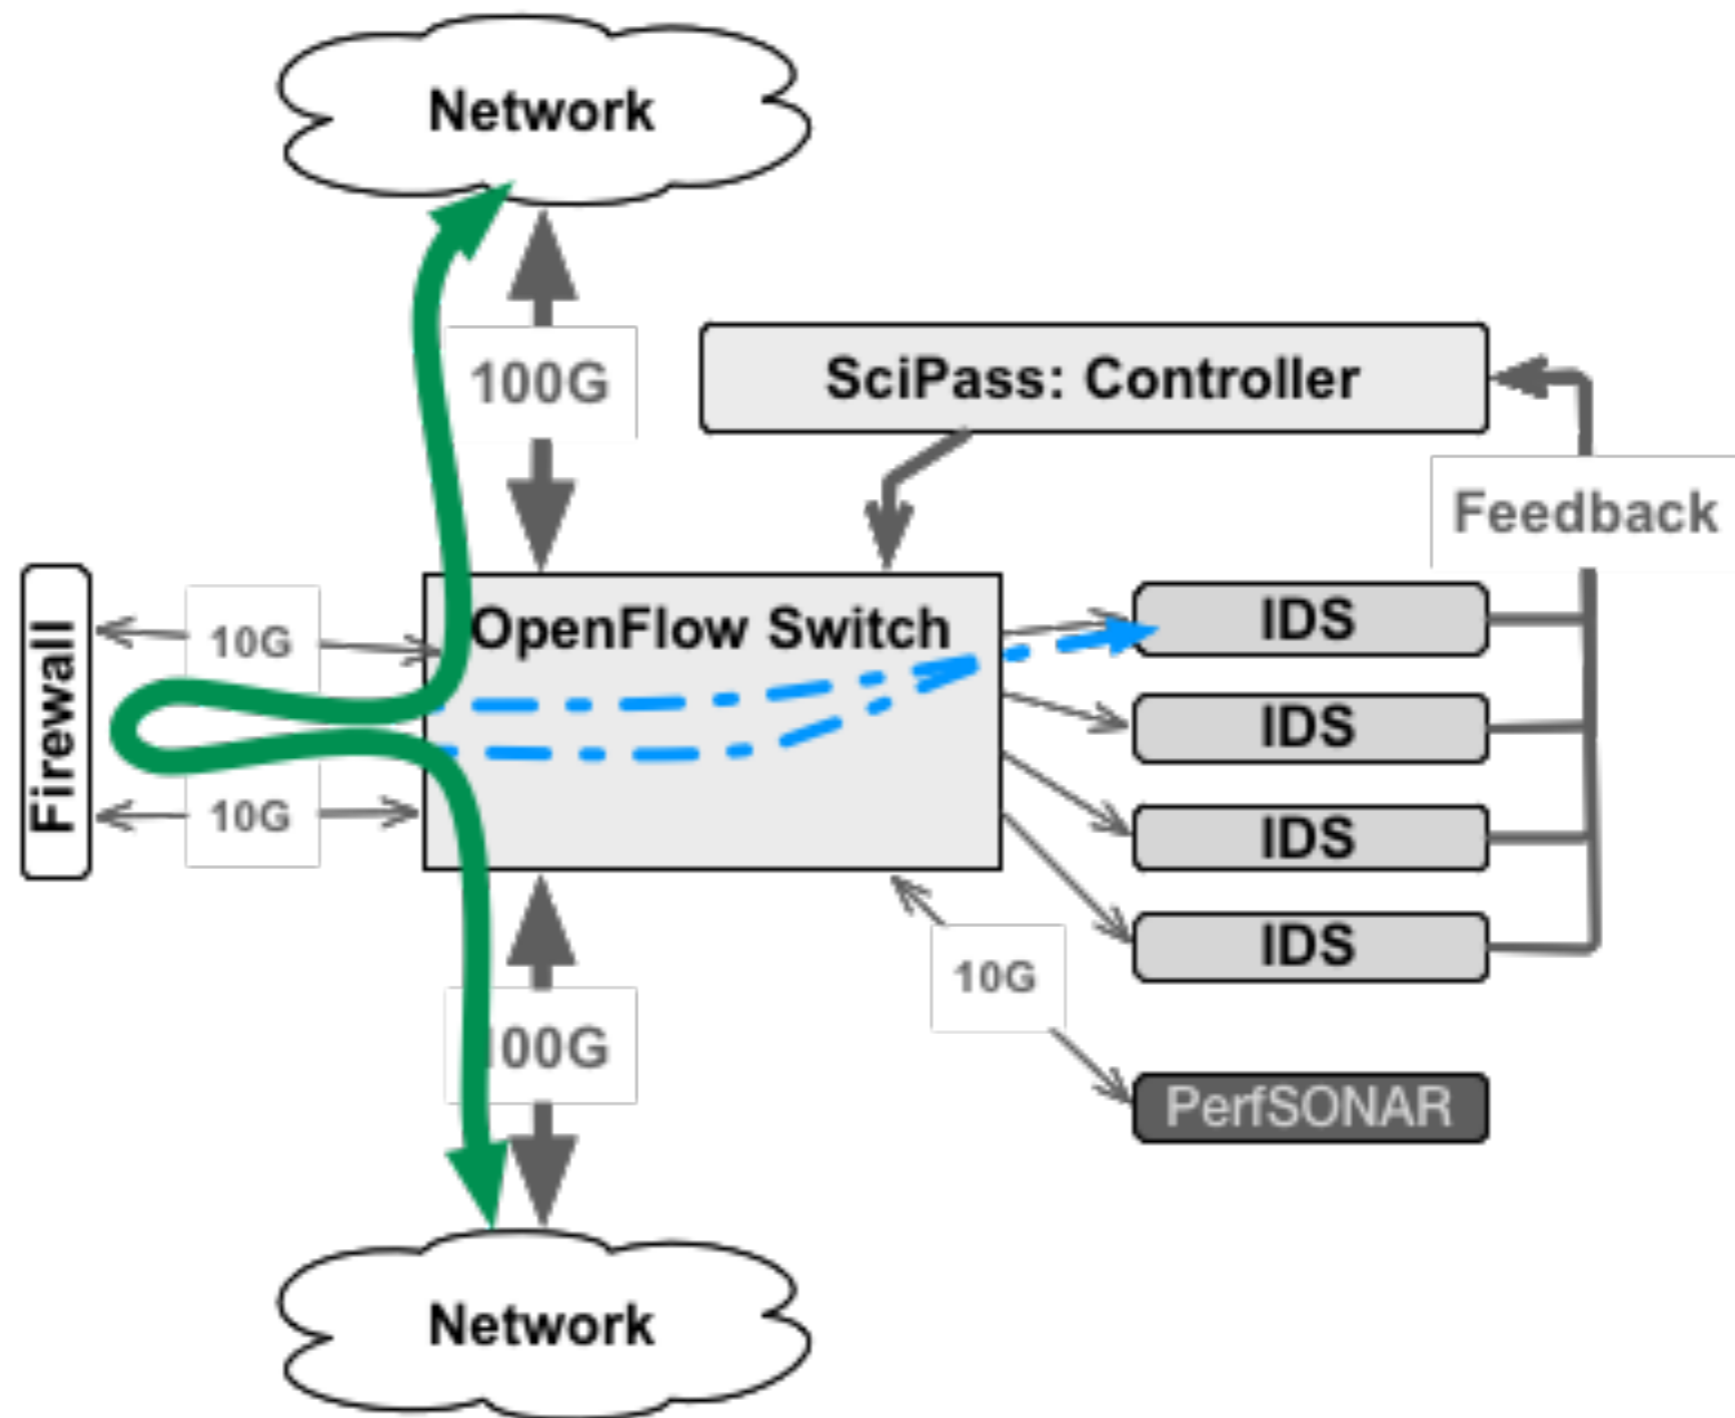 Network
100G
SciPass: Controller
Feedback
Firewall
10G
OpenFlow Switch
IDS
IDS
10G
IDS
IDS
10G
00G
PerfSONAR
Network